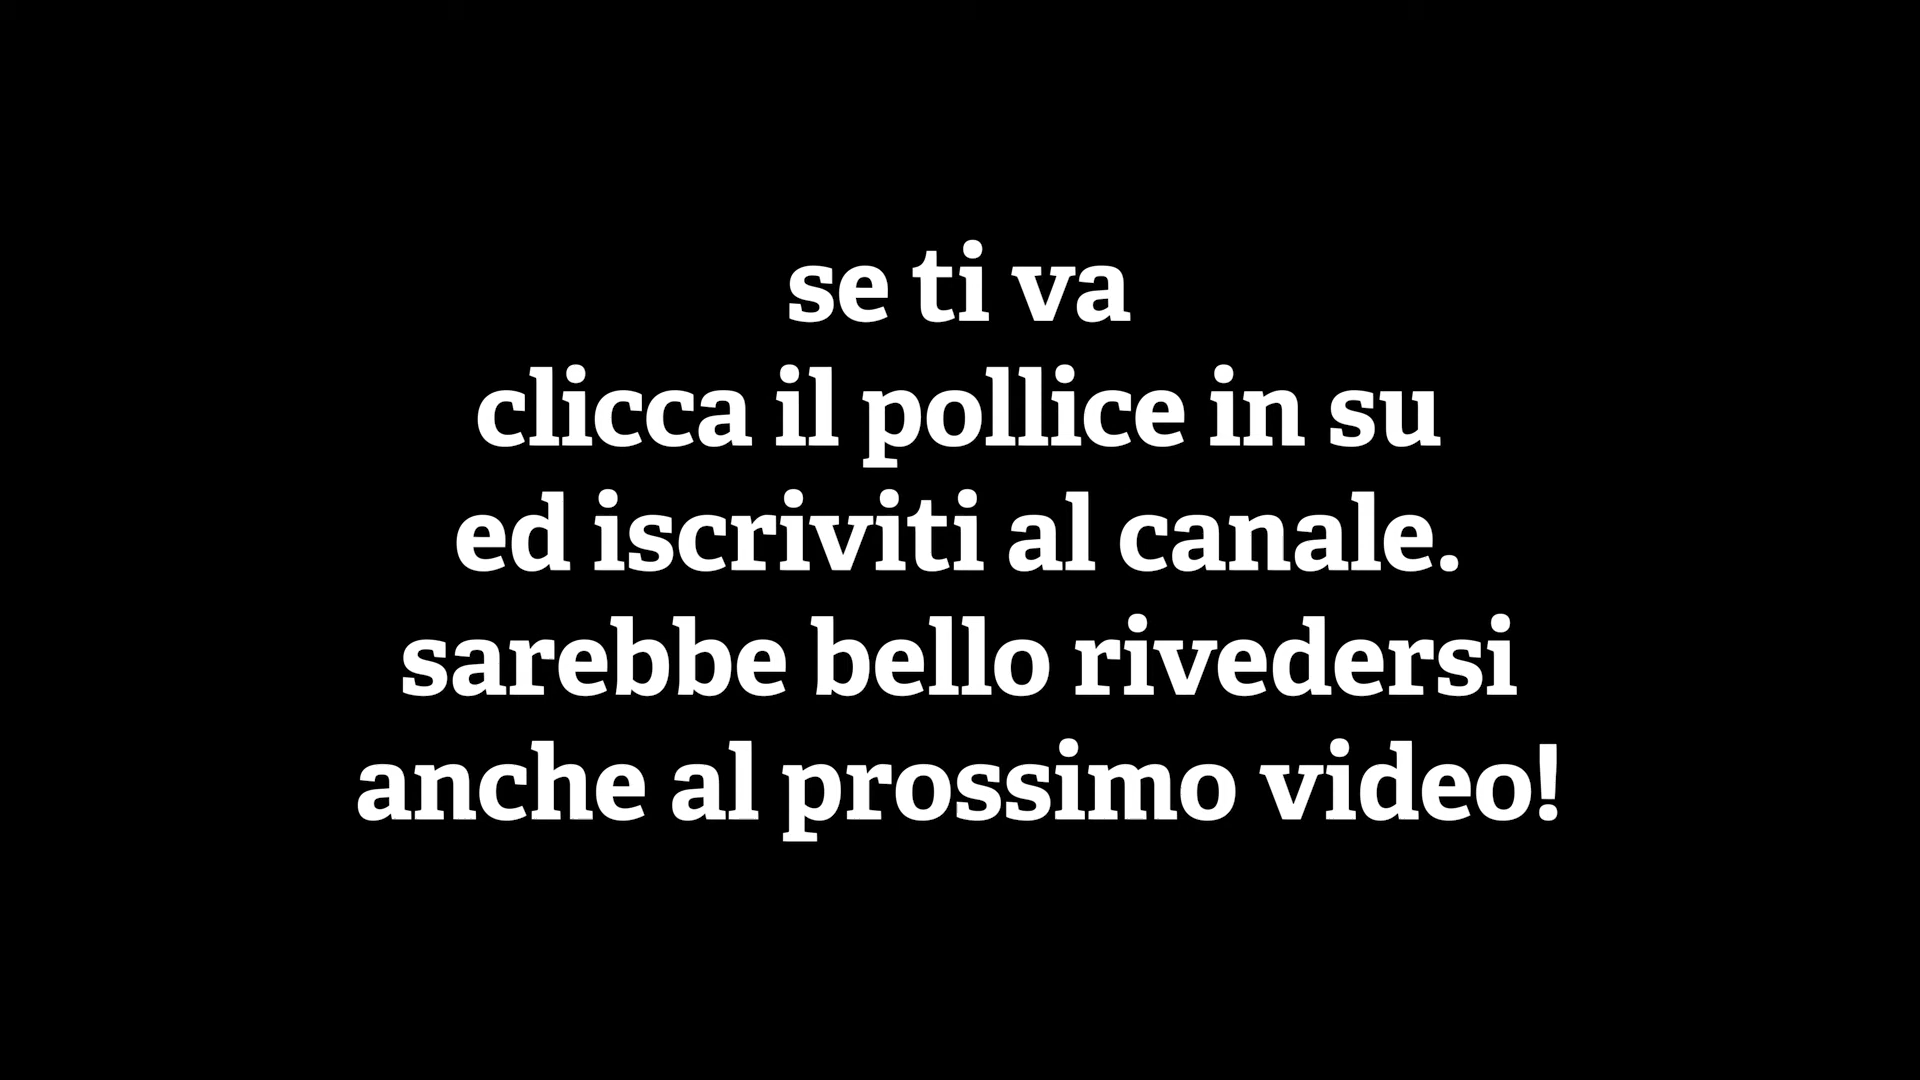 se ti va
clicca il pollice in su
ed iscriviti al canale.
sarebbe bello rivedersi
anche al prossimo video!